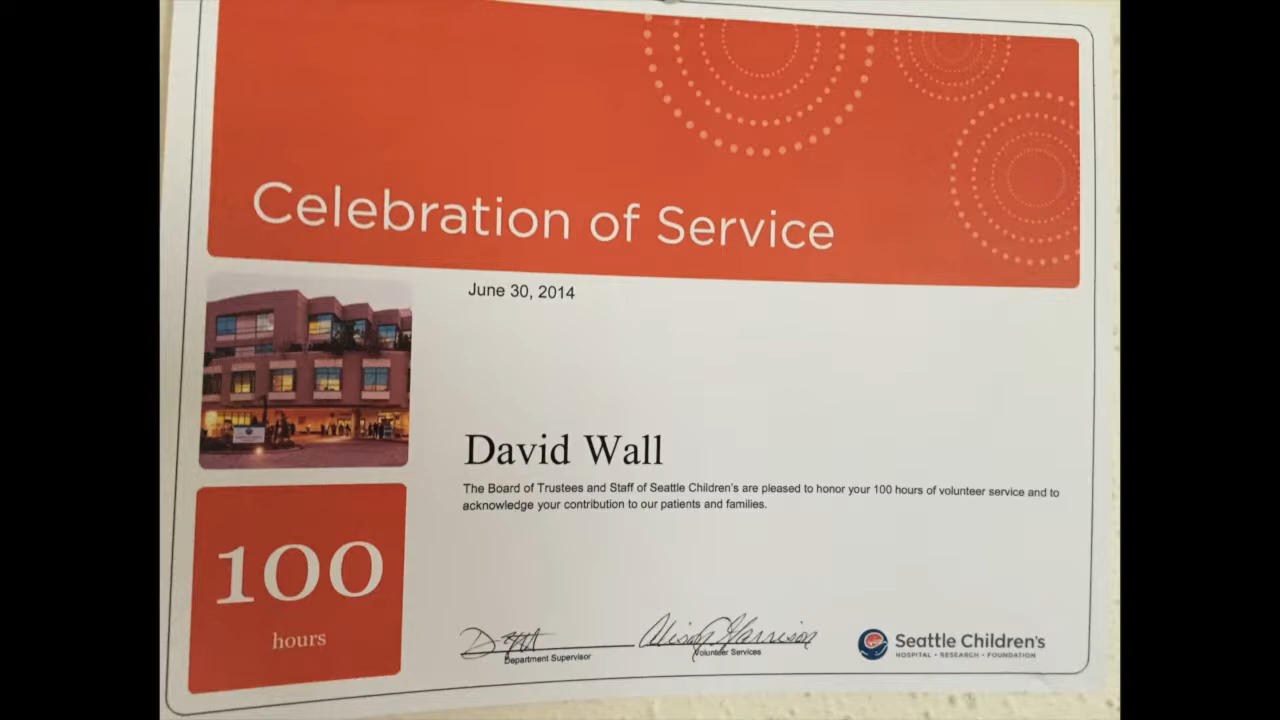 Celebration of Service
June 30, 2014
David Wall
The Board of Trustees and Staff of Seattle Children's are pleased to honor your 100 hours of volunteer service and to
acknowledge your contribution to our patients and families.
100
hours
Department Supervisor
Volunteer Services
Seattle Children's
HOSPITAL • RESEARCH • FOUNDATION